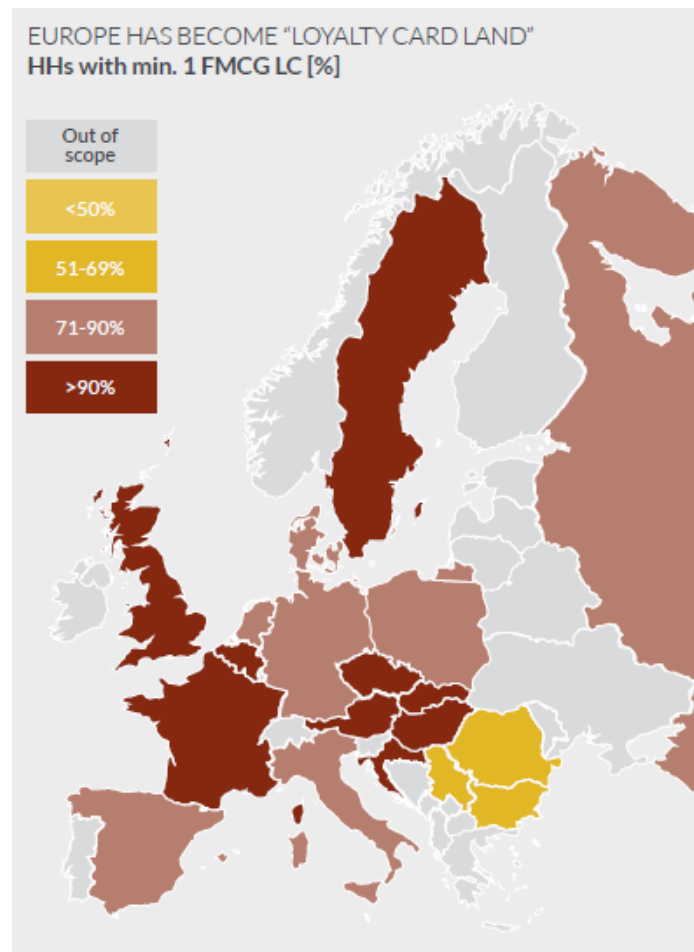 EUROPE HAS BECOME “LOYALTY CARD LAND”
HHs with min. 1 FMCG LC [%]
Out of
scope
<50%
51-69%
71-90%
>90%